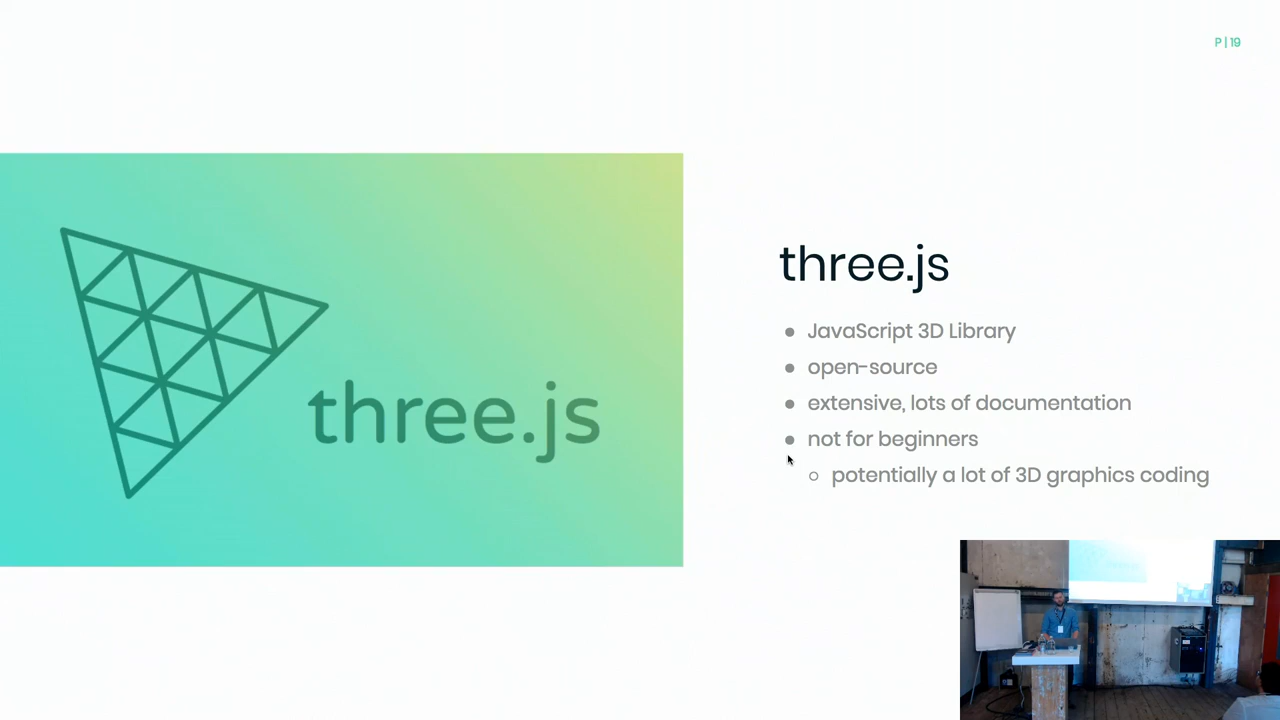 P | 19
three.js
three.js
● JavaScript 3D Library
● open-source
● extensive, lots of documentation
● not for beginners
○ potentially a lot of 3D graphics coding